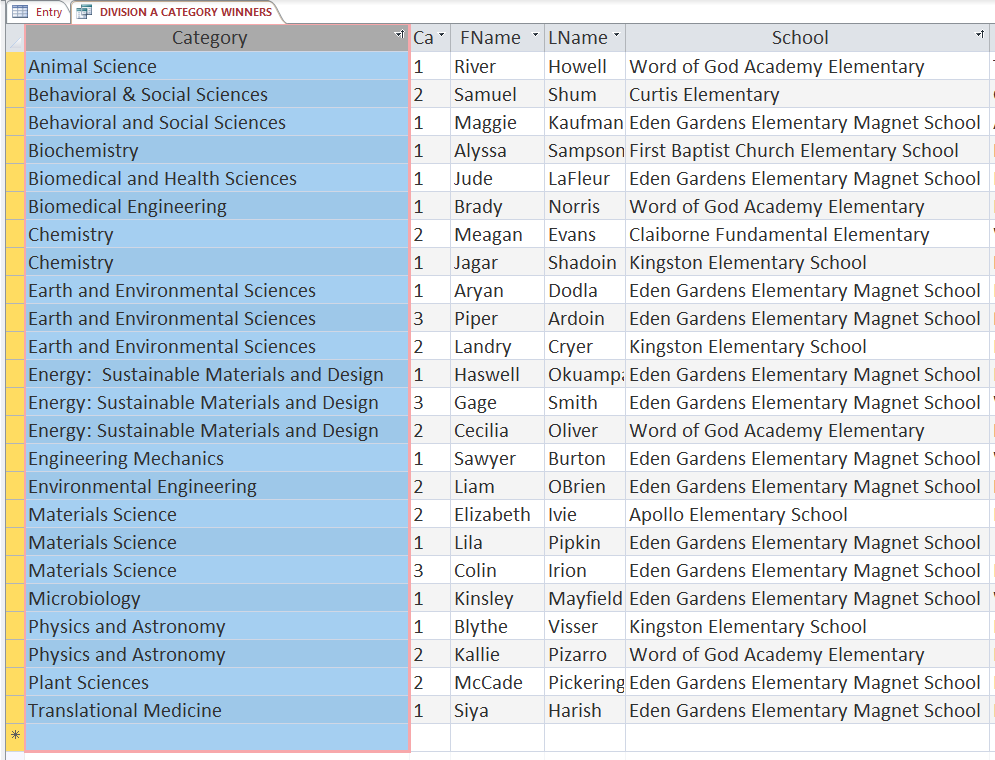 Entry DIVISION A CATEGORY WINNERS
Category Ca FName LName School
Animal Science 1 River Howell Word of God Academy Elementary
Behavioral & Social Sciences 2 Samuel Shum Curtis Elementary
Behavioral and Social Sciences 1 Maggie Kaufman Eden Gardens Elementary Magnet School
Biochemistry 1 Alyssa Sampson First Baptist Church Elementary School
Biomedical and Health Sciences 1 Jude LaFleur Eden Gardens Elementary Magnet School
Biomedical Engineering 1 Brady Norris Word of God Academy Elementary
Chemistry 2 Meagan Evans Claiborne Fundamental Elementary
Chemistry 1 Jagar Shadoin Kingston Elementary School
Earth and Environmental Sciences 1 Aryan Dodla Eden Gardens Elementary Magnet School
Earth and Environmental Sciences 3 Piper Ardoin Eden Gardens Elementary Magnet School
Earth and Environmental Sciences 2 Landry Cryer Kingston Elementary School
Energy:  Sustainable Materials and Design 1 Haswell Eden Gardens Elementary Magnet School
Energy: Sustainable Materials and Design 3 Gage Smith Eden Gardens Elementary Magnet School
Energy: Sustainable Materials and Design 2 Cecilia Oliver Word of God Academy Elementary
Engineering Mechanics 1 Sawyer Burton Eden Gardens Elementary Magnet School
Environmental Engineering 2 Liam OBrien Eden Gardens Elementary Magnet School
Materials Science 2 Elizabeth Ivie Apollo Elementary School
Materials Science 1 Lila Pipkin Eden Gardens Elementary Magnet School
Materials Science 3 Colin Irion Eden Gardens Elementary Magnet School
Microbiology 1 Kinsley Mayfield Eden Gardens Elementary Magnet School
Physics and Astronomy 1 Blythe Visser Kingston Elementary School
Physics and Astronomy 2 Kallie Pizarro Word of God Academy Elementary
Plant Sciences 2 McCade Pickering Eden Gardens Elementary Magnet School
Translational Medicine 1 Siya Harish Eden Gardens Elementary Magnet School